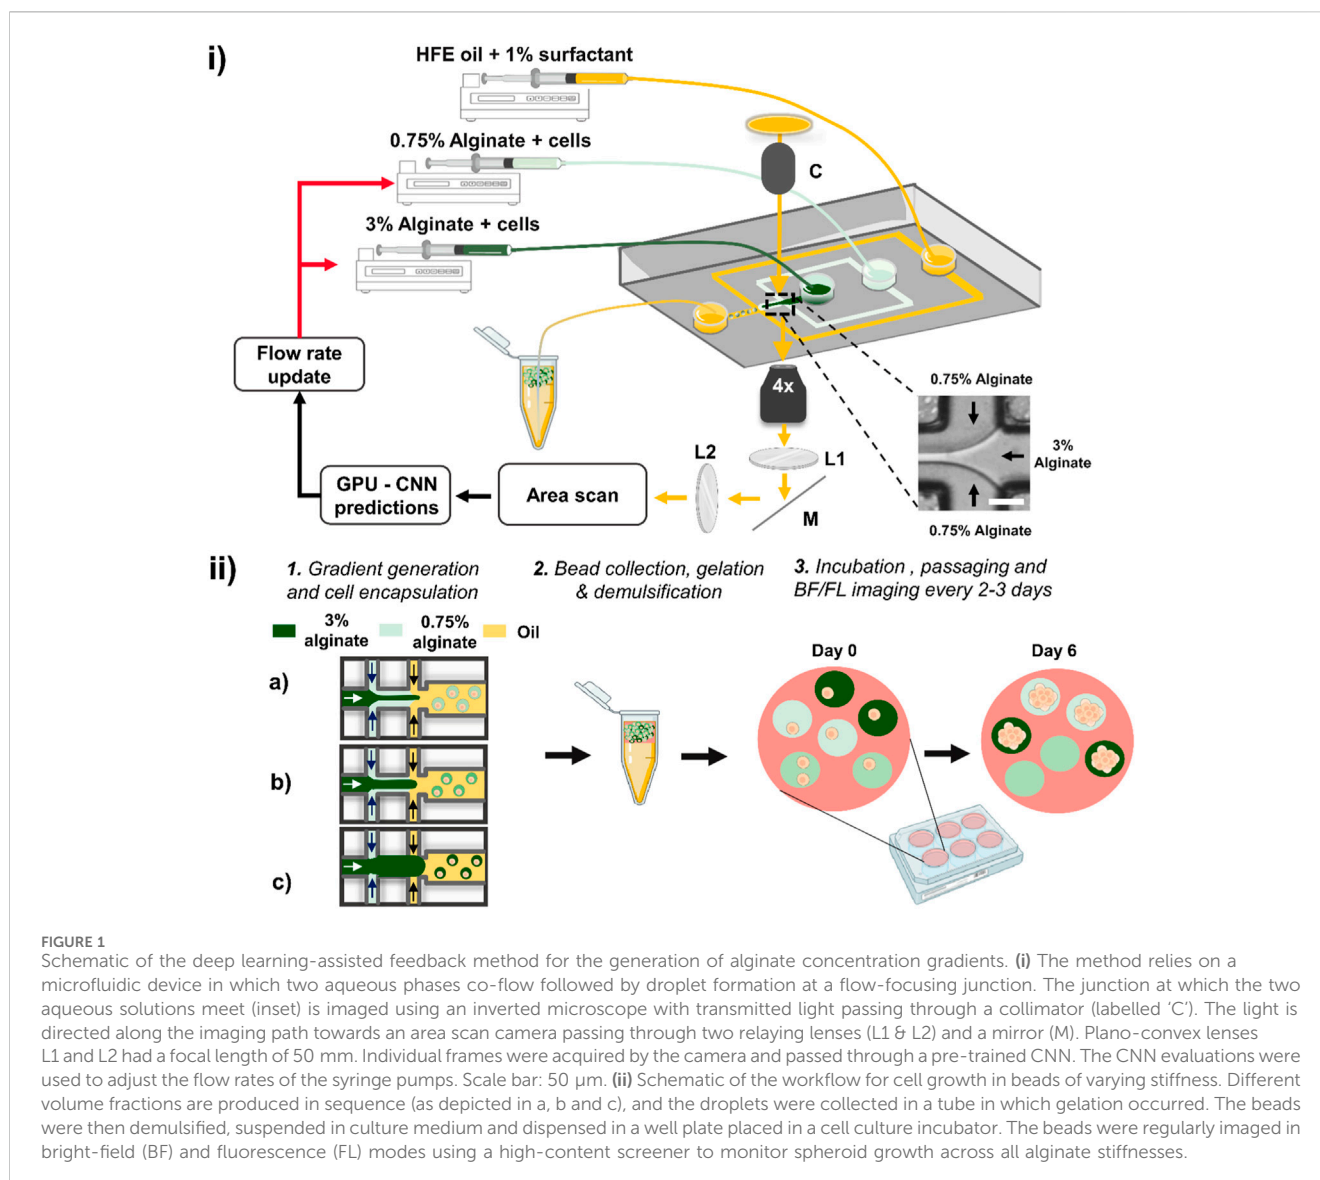 i)
HFE oil + 1% surfactant
0.75% Alginate + cells
C
3% Alginate + cells
Flow rate
update
4x
0.75% Alginate
3%
Alginate
0.75% Alginate
L2
L1
M
GPU - CNN
predictions
Area scan
ii)
1. Gradient generation
and cell encapsulation
2. Bead collection, gelation
& demulsification
3. Incubation , passaging and
BF/FL imaging every 2-3 days
3%
alginate
0.75%
alginate
Oil
a)
b)
c)
Day 0
Day 6
FIGURE 1
Schematic of the deep learning-assisted feedback method for the generation of alginate concentration gradients. (i) The method relies on a
microfluidic device in which two aqueous phases co-flow followed by droplet formation at a flow-focusing junction. The junction at which the two
aqueous solutions meet (inset) is imaged using an inverted microscope with transmitted light passing through a collimator (labelled ‘C’). The light is
directed along the imaging path towards an area scan camera passing through two relaying lenses (L1 & L2) and a mirror (M). Plano-convex lenses
L1 and L2 had a focal length of 50 mm. Individual frames were acquired by the camera and passed through a pre-trained CNN. The CNN evaluations were
used to adjust the flow rates of the syringe pumps. Scale bar: 50 μm. (ii) Schematic of the workflow for cell growth in beads of varying stiffness. Different
volume fractions are produced in sequence (as depicted in a, b and c), and the droplets were collected in a tube in which gelation occurred. The beads
were then demulsified, suspended in culture medium and dispensed in a well plate placed in a cell culture incubator. The beads were regularly imaged in
bright-field (BF) and fluorescence (FL) modes using a high-content screener to monitor spheroid growth across all alginate stiffnesses.